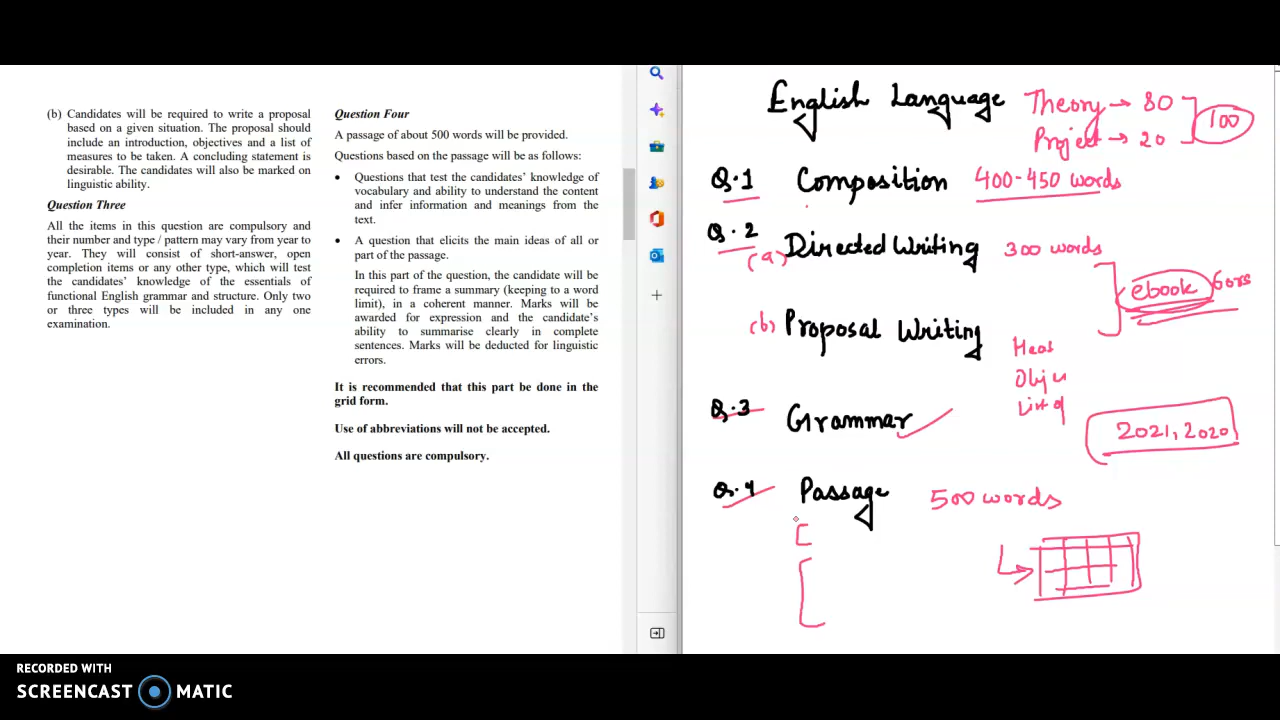 (b) Candidates will be required to write a proposal
based on a given situation. The proposal should
include an introduction, objectives and a list of
measures to be taken. A concluding statement is
desirable. The candidates will also be marked on
linguistic ability.
Question Three
All the items in this question are compulsory and
their number and type / pattern may vary from year to
year. They will consist of short-answer, open
completion items or any other type, which will test
the candidates' knowledge of the essentials of
functional English grammar and structure. Only two
or three types will be included in any one
examination.
Question Four
A passage of about 500 words will be provided.
Questions based on the passage will be as follows:
• Questions that test the candidates' knowledge of
vocabulary and ability to understand the content
and infer information and meanings from the
text.
• A question that elicits the main ideas of all or
part of the passage.
In this part of the question, the candidate will be
required to frame a summary (keeping to a word
limit), in a coherent manner. Marks will be
awarded for expression and the candidate's
ability to summarise clearly in complete
sentences. Marks will be deducted for linguistic
errors.
It is recommended that this part be done in the
grid form.
Use of abbreviations will not be accepted.
All questions are compulsory.
English Language
Theory → 80
Project → 20
100
Q.1 Composition 400-450 words
Q.2
(a) Directed Writing 300 words
ebook
(b) Proposal Writing
Obje
List of
Q.3 Grammar
2021, 2020
Q.4 Passage 500 words
RECORDED WITH
SCREENCAST MATIC